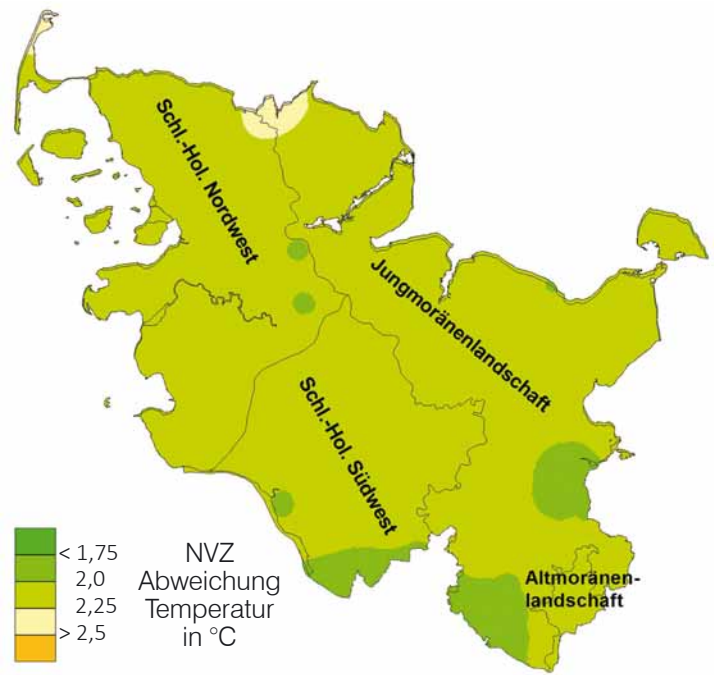 Schl.-Hol. Nordwest
Jungmoränenlandschaft
Schl.-Hol. Südwest
Altmoränen-
landschaft
< 1,75
2,0
2,25
> 2,5
NVZ
Abweichung
Temperatur
in °C